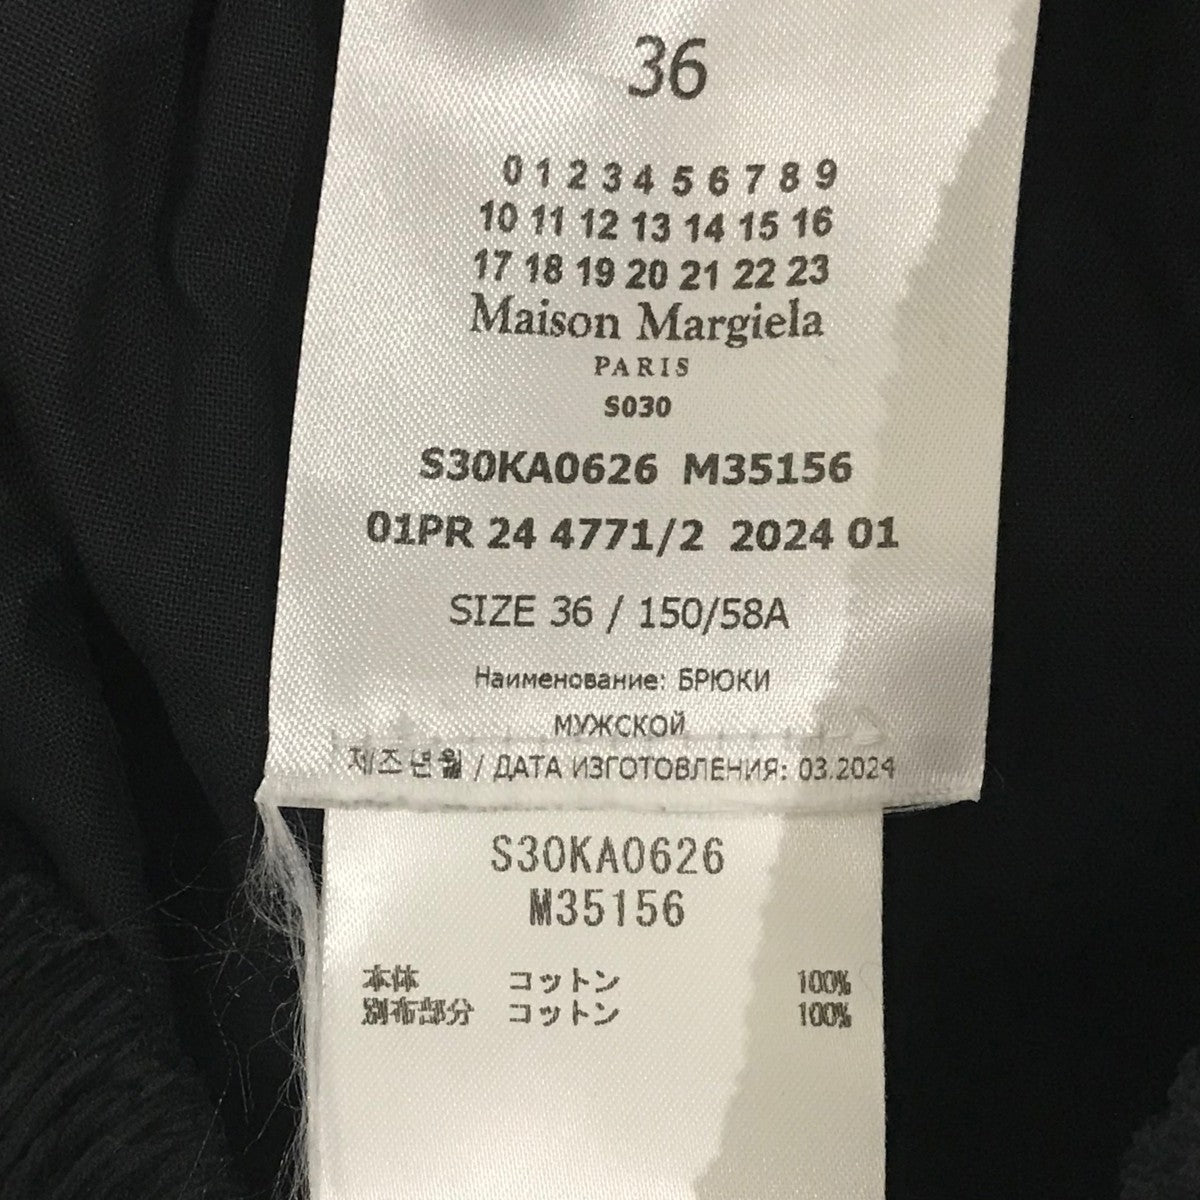 36
0 1 2 3 4 5 6 7 8 9
10 11 12 13 14 15 16
17 18 19 20 21 22 23
Maison Margiela
PARIS
S030
S30KA0626 M35156
01PR 24 4771/2 2024 01
SIZE 36 / 150/58A
Наименование: БРЮКИ
МУЖСКОЙ
제/조년월 / ДАТА ИЗГОТОВЛЕНИЯ: 03.2024
S30KA0626
M35156
本体 コットン 100%
別布部分 コットン 100%